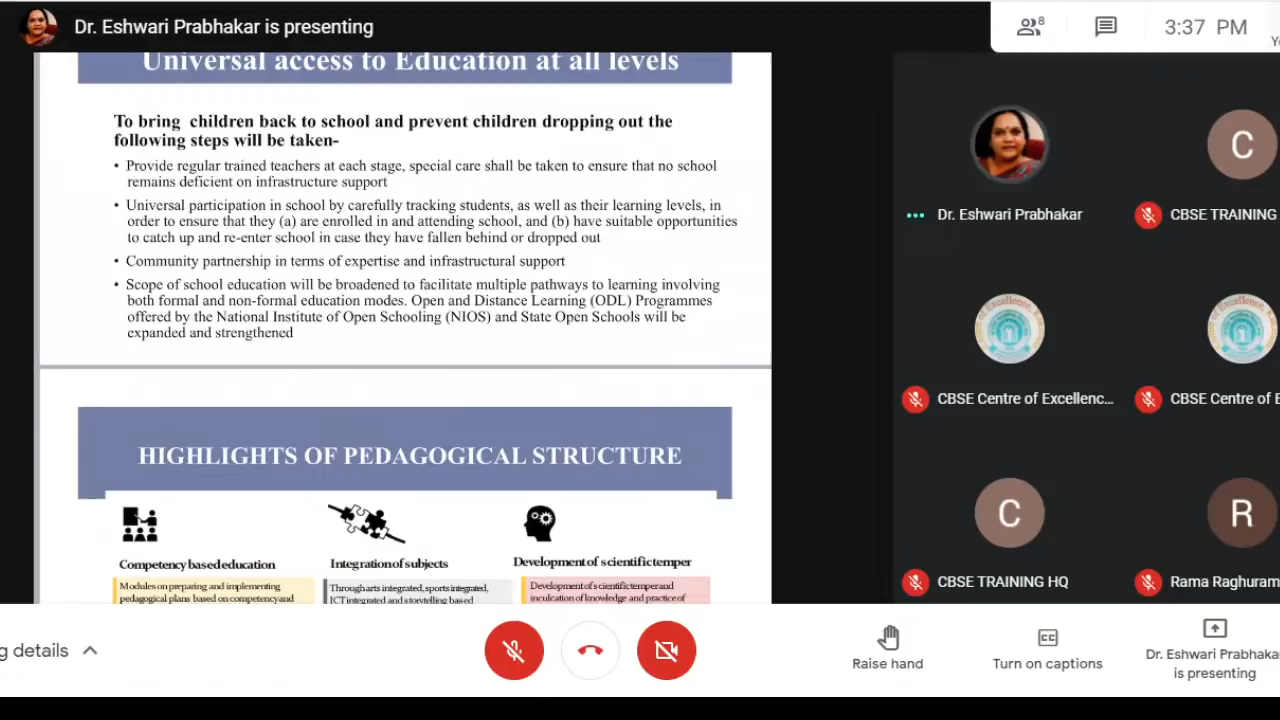 Dr. Eshwari Prabhakar is presenting
8
3:37 PM
Universal access to Education at all levels
To bring children back to school and prevent children dropping out the
following steps will be taken-
• Provide regular trained teachers at each stage, special care shall be taken to ensure that no school
remains deficient on infrastructure support
• Universal participation in school by carefully tracking students, as well as their learning levels, in
order to ensure that they (a) are enrolled in and attending school, and (b) have suitable opportunities
to catch up and re-enter school in case they have fallen behind or dropped out
• Community partnership in terms of expertise and infrastructural support
• Scope of school education will be broadened to facilitate multiple pathways to learning involving
both formal and non-formal education modes. Open and Distance Learning (ODL) Programmes
offered by the National Institute of Open Schooling (NIOS) and State Open Schools will be
expanded and strengthened
HIGHLIGHTS OF PEDAGOGICAL STRUCTURE
Competency based education
Modules on preparing and implementing
pedagogical plans based on competency and
Integration of subjects
Through arts integrated, sports integrated,
ICT integrated and storytelling based
Development of scientific temper
Development of scientific temper and
inculcation of knowledge and practice of
Dr. Eshwari Prabhakar
C
CBSE TRAINING
CBSE Centre of Excellenc...
CBSE Centre of E
C
CBSE TRAINING HQ
R
Rama Raghuram
g details
Raise hand
CC
Turn on captions
Dr. Eshwari Prabhaka
is presenting